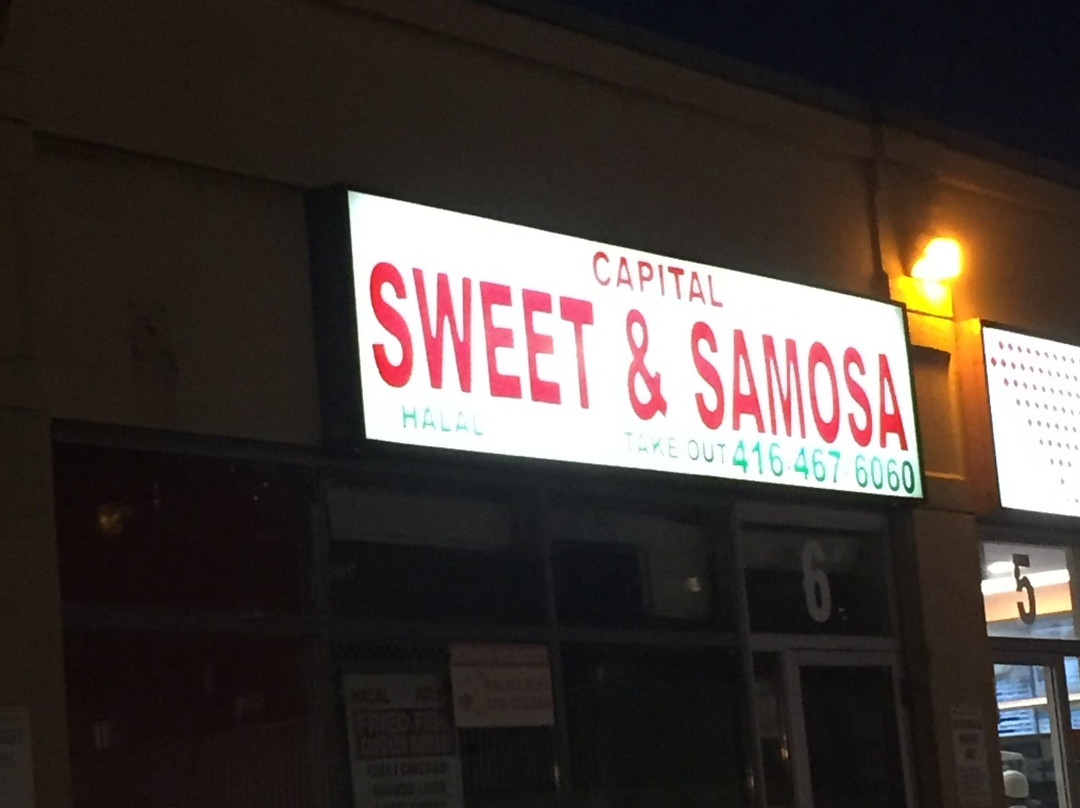 CAPITAL
SWEET & SAMOSA
HALAL
TAKE OUT 416·467·6060
6
5
HALAL
FRIED FISH